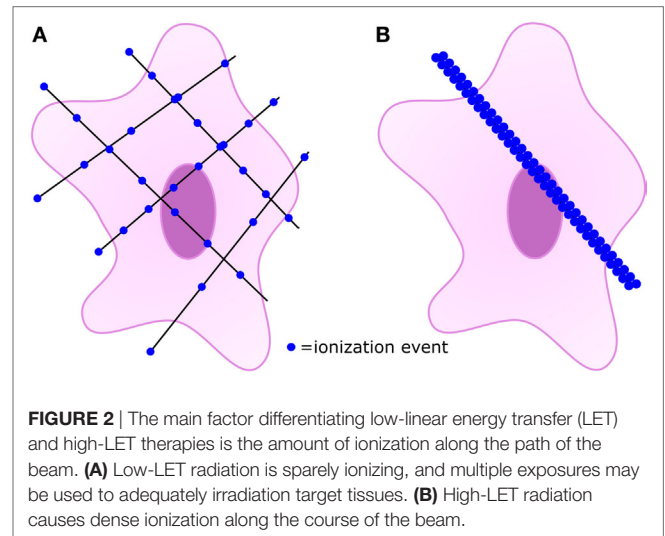 A
B
=ionization event
FIGURE 2 | The main factor differentiating low-linear energy transfer (LET)
and high-LET therapies is the amount of ionization along the path of the
beam. (A) Low-LET radiation is sparely ionizing, and multiple exposures may
be used to adequately irradiation target tissues. (B) High-LET radiation
causes dense ionization along the course of the beam.